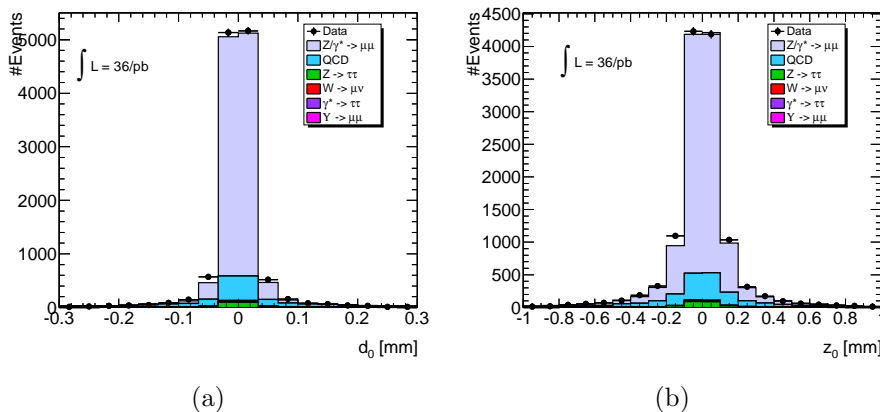 #Events
5000
4000
3000
2000
1000
0
-0.3 -0.2 -0.1 0 0.1 0.2 0.3
d0 [mm]
∫ L = 36/pb
Data
Z/γ* -> μμ
QCD
Z -> ττ
W -> μν
γ* -> ττ
Υ -> μμ
(a)
#Events
4500
4000
3500
3000
2500
2000
1500
1000
500
0
-1 -0.8 -0.6 -0.4 -0.2 0 0.2 0.4 0.6 0.8 1
z0 [mm]
∫ L = 36/pb
Data
Z/γ* -> μμ
QCD
Z -> ττ
W -> μν
γ* -> ττ
Υ -> μμ
(b)